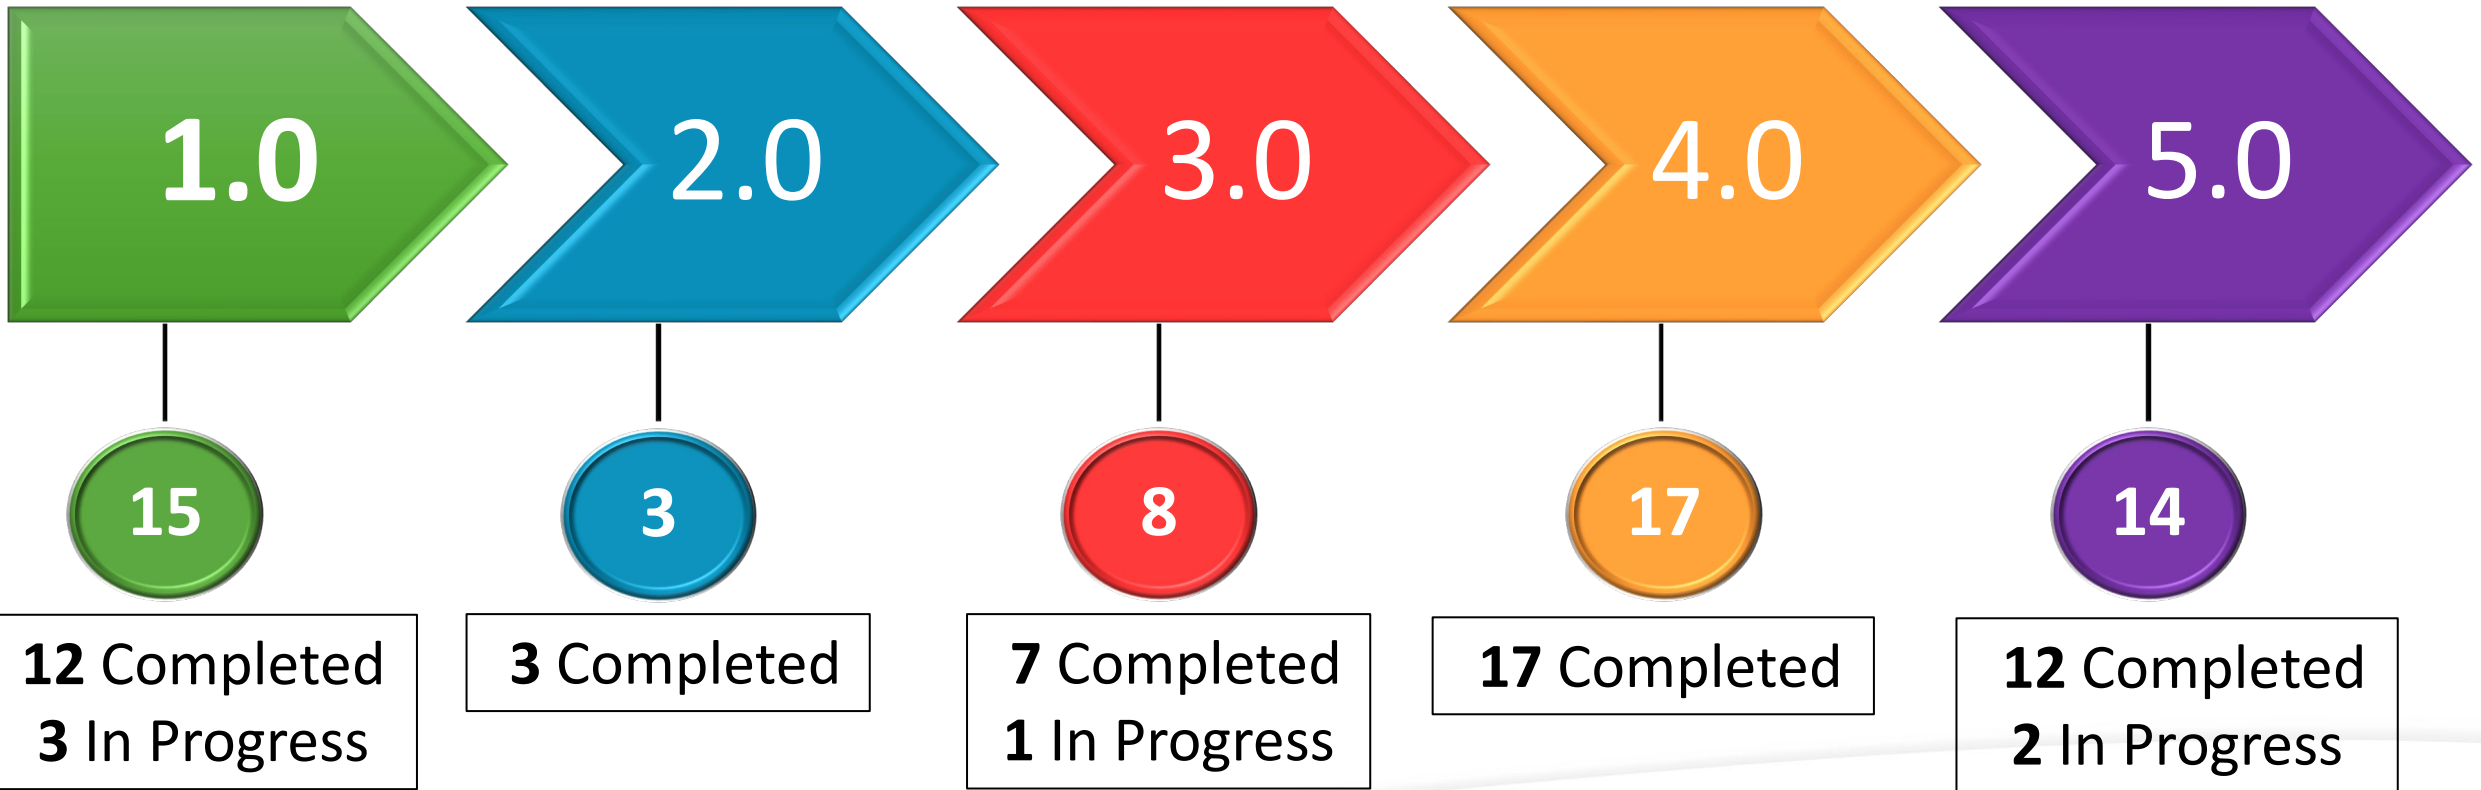 1.0
2.0
3.0
4.0
5.0
15
3
8
17
14
12 Completed
3 In Progress
3 Completed
7 Completed
1 In Progress
17 Completed
12 Completed
2 In Progress